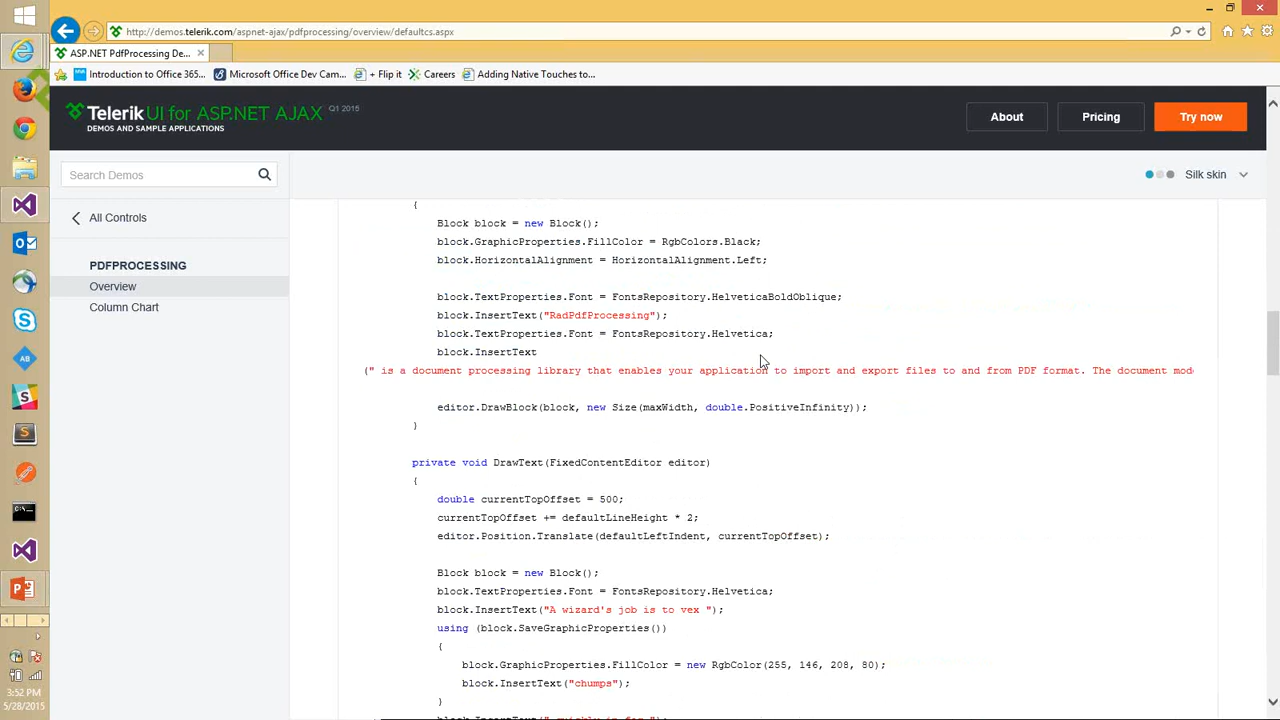 http://demos.telerik.com/aspnet-ajax/pdfprocessing/overview/defaultcs.aspx
ASP.NET PdfProcessing De...
Introduction to Office 365...
Microsoft Office Dev Cam...
+ Flip it
Careers
Adding Native Touches to...
Telerik UI for ASP.NET AJAX Q1 2015
DEMOS AND SAMPLE APPLICATIONS
About
Pricing
Try now
Search Demos
Silk skin
All Controls
PDFPROCESSING
Overview
Column Chart
{
Block block = new Block();
block.GraphicProperties.FillColor = RgbColors.Black;
block.HorizontalAlignment = HorizontalAlignment.Left;
block.TextProperties.Font = FontsRepository.HelveticaBoldOblique;
block.InsertText("RadPdfProcessing");
block.TextProperties.Font = FontsRepository.Helvetica;
block.InsertText
(" is a document processing library that enables your application to import and export files to and from PDF format. The document mode
editor.DrawBlock(block, new Size(maxWidth, double.PositiveInfinity));
}
private void DrawText(FixedContentEditor editor)
{
double currentTopOffset = 500;
currentTopOffset += defaultLineHeight * 2;
editor.Position.Translate(defaultLeftIndent, currentTopOffset);
Block block = new Block();
block.TextProperties.Font = FontsRepository.Helvetica;
block.InsertText("A wizard's job is to vex ");
using (block.SaveGraphicProperties())
{
block.GraphicProperties.FillColor = new RgbColor(255, 146, 208, 80);
block.InsertText("chumps");
}
block.InsertText(" quickly in fog ");
3:52 PM
5/28/2015